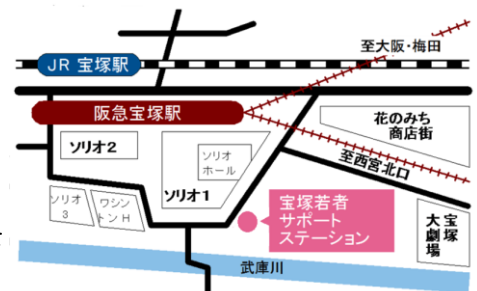 至大阪・梅田
JR 宝塚駅
阪急宝塚駅
花のみち
商店街
ソリオ2
ソリオ
ホール
至西宮北口
ソリオ1
ソリオ
3
ワシン
トンH
宝塚若者
サポート
ステーション
宝塚
大劇場
武庫川